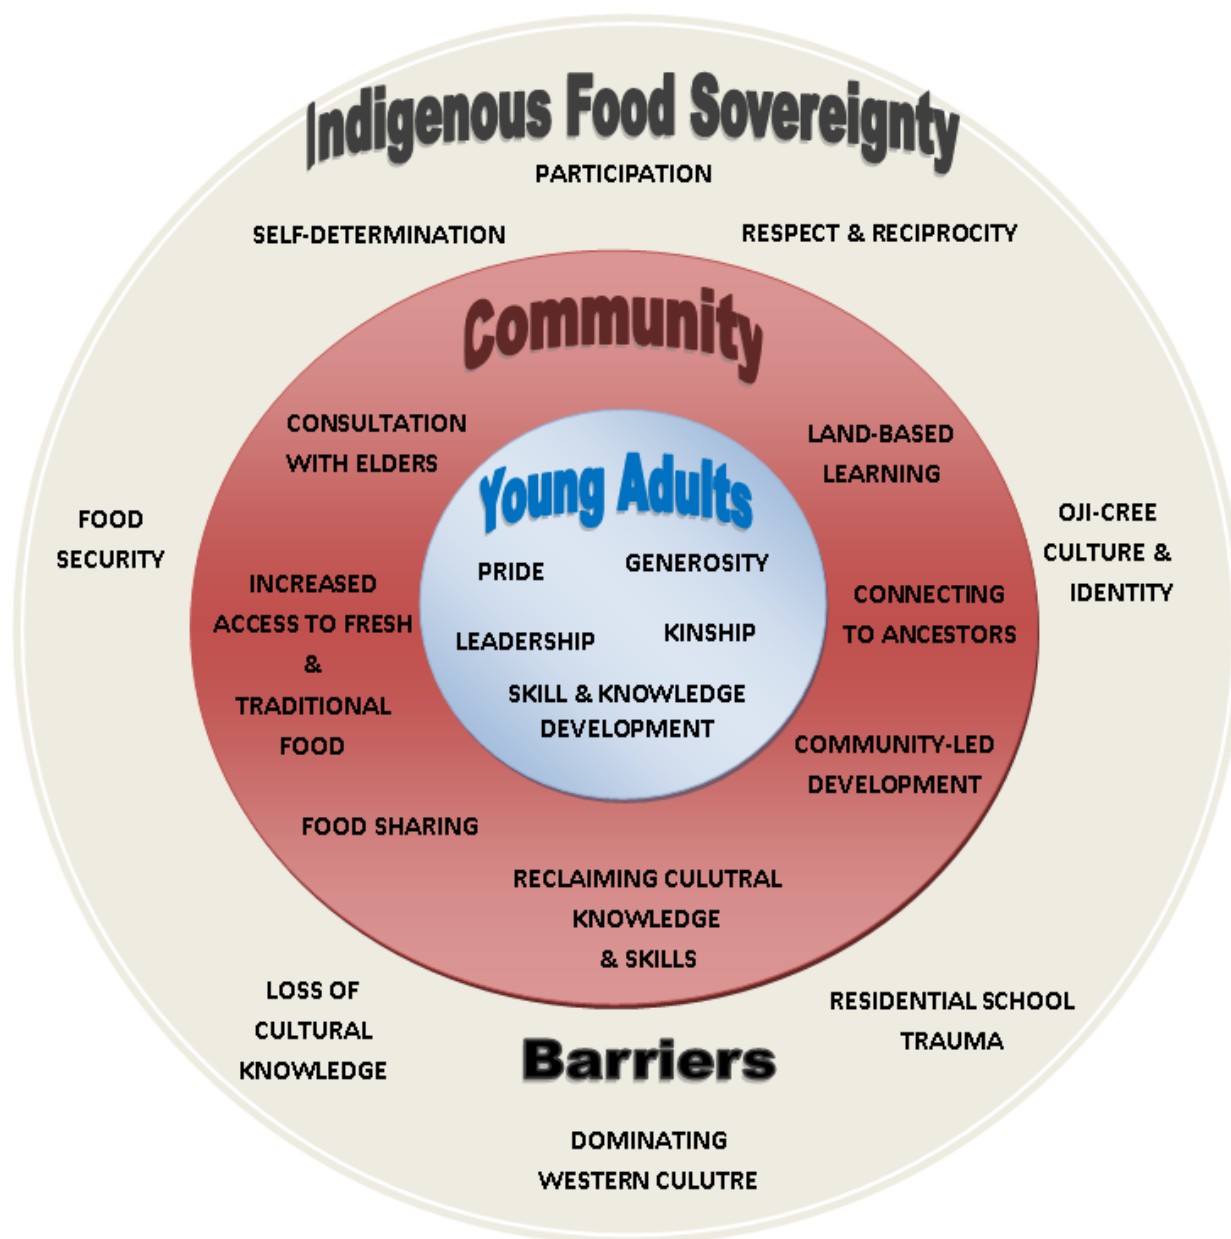 Indigenous Food Sovereignty
PARTICIPATION
SELF-DETERMINATION
RESPECT & RECIPROCITY
FOOD
SECURITY
OJI-CREE
CULTURE &
IDENTITY
Community
CONSULTATION
WITH ELDERS
LAND-BASED
LEARNING
INCREASED
ACCESS TO FRESH
&
TRADITIONAL
FOOD
CONNECTING
TO ANCESTORS
COMMUNITY-LED
DEVELOPMENT
FOOD SHARING
RECLAIMING CULUTRAL
KNOWLEDGE
& SKILLS
Young Adults
PRIDE
GENEROSITY
LEADERSHIP
KINSHIP
SKILL & KNOWLEDGE
DEVELOPMENT
Barriers
LOSS OF
CULTURAL
KNOWLEDGE
RESIDENTIAL SCHOOL
TRAUMA
DOMINATING
WESTERN CULUTRE